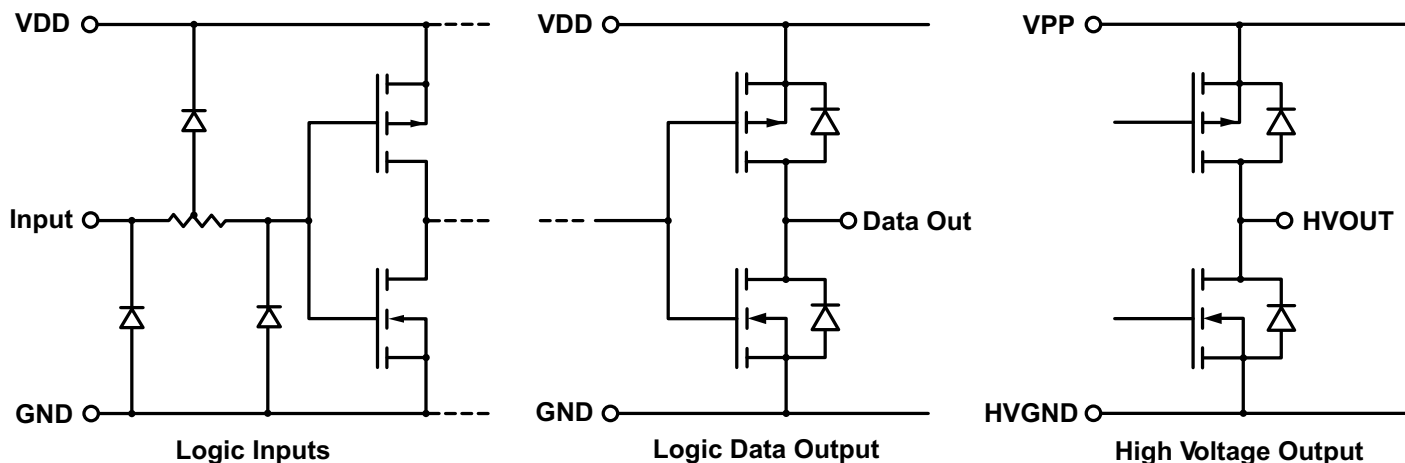 VDD
Input
GND
Logic Inputs
VDD
Data Out
GND
Logic Data Output
VPP
HVOUT
HVGND
High Voltage Output